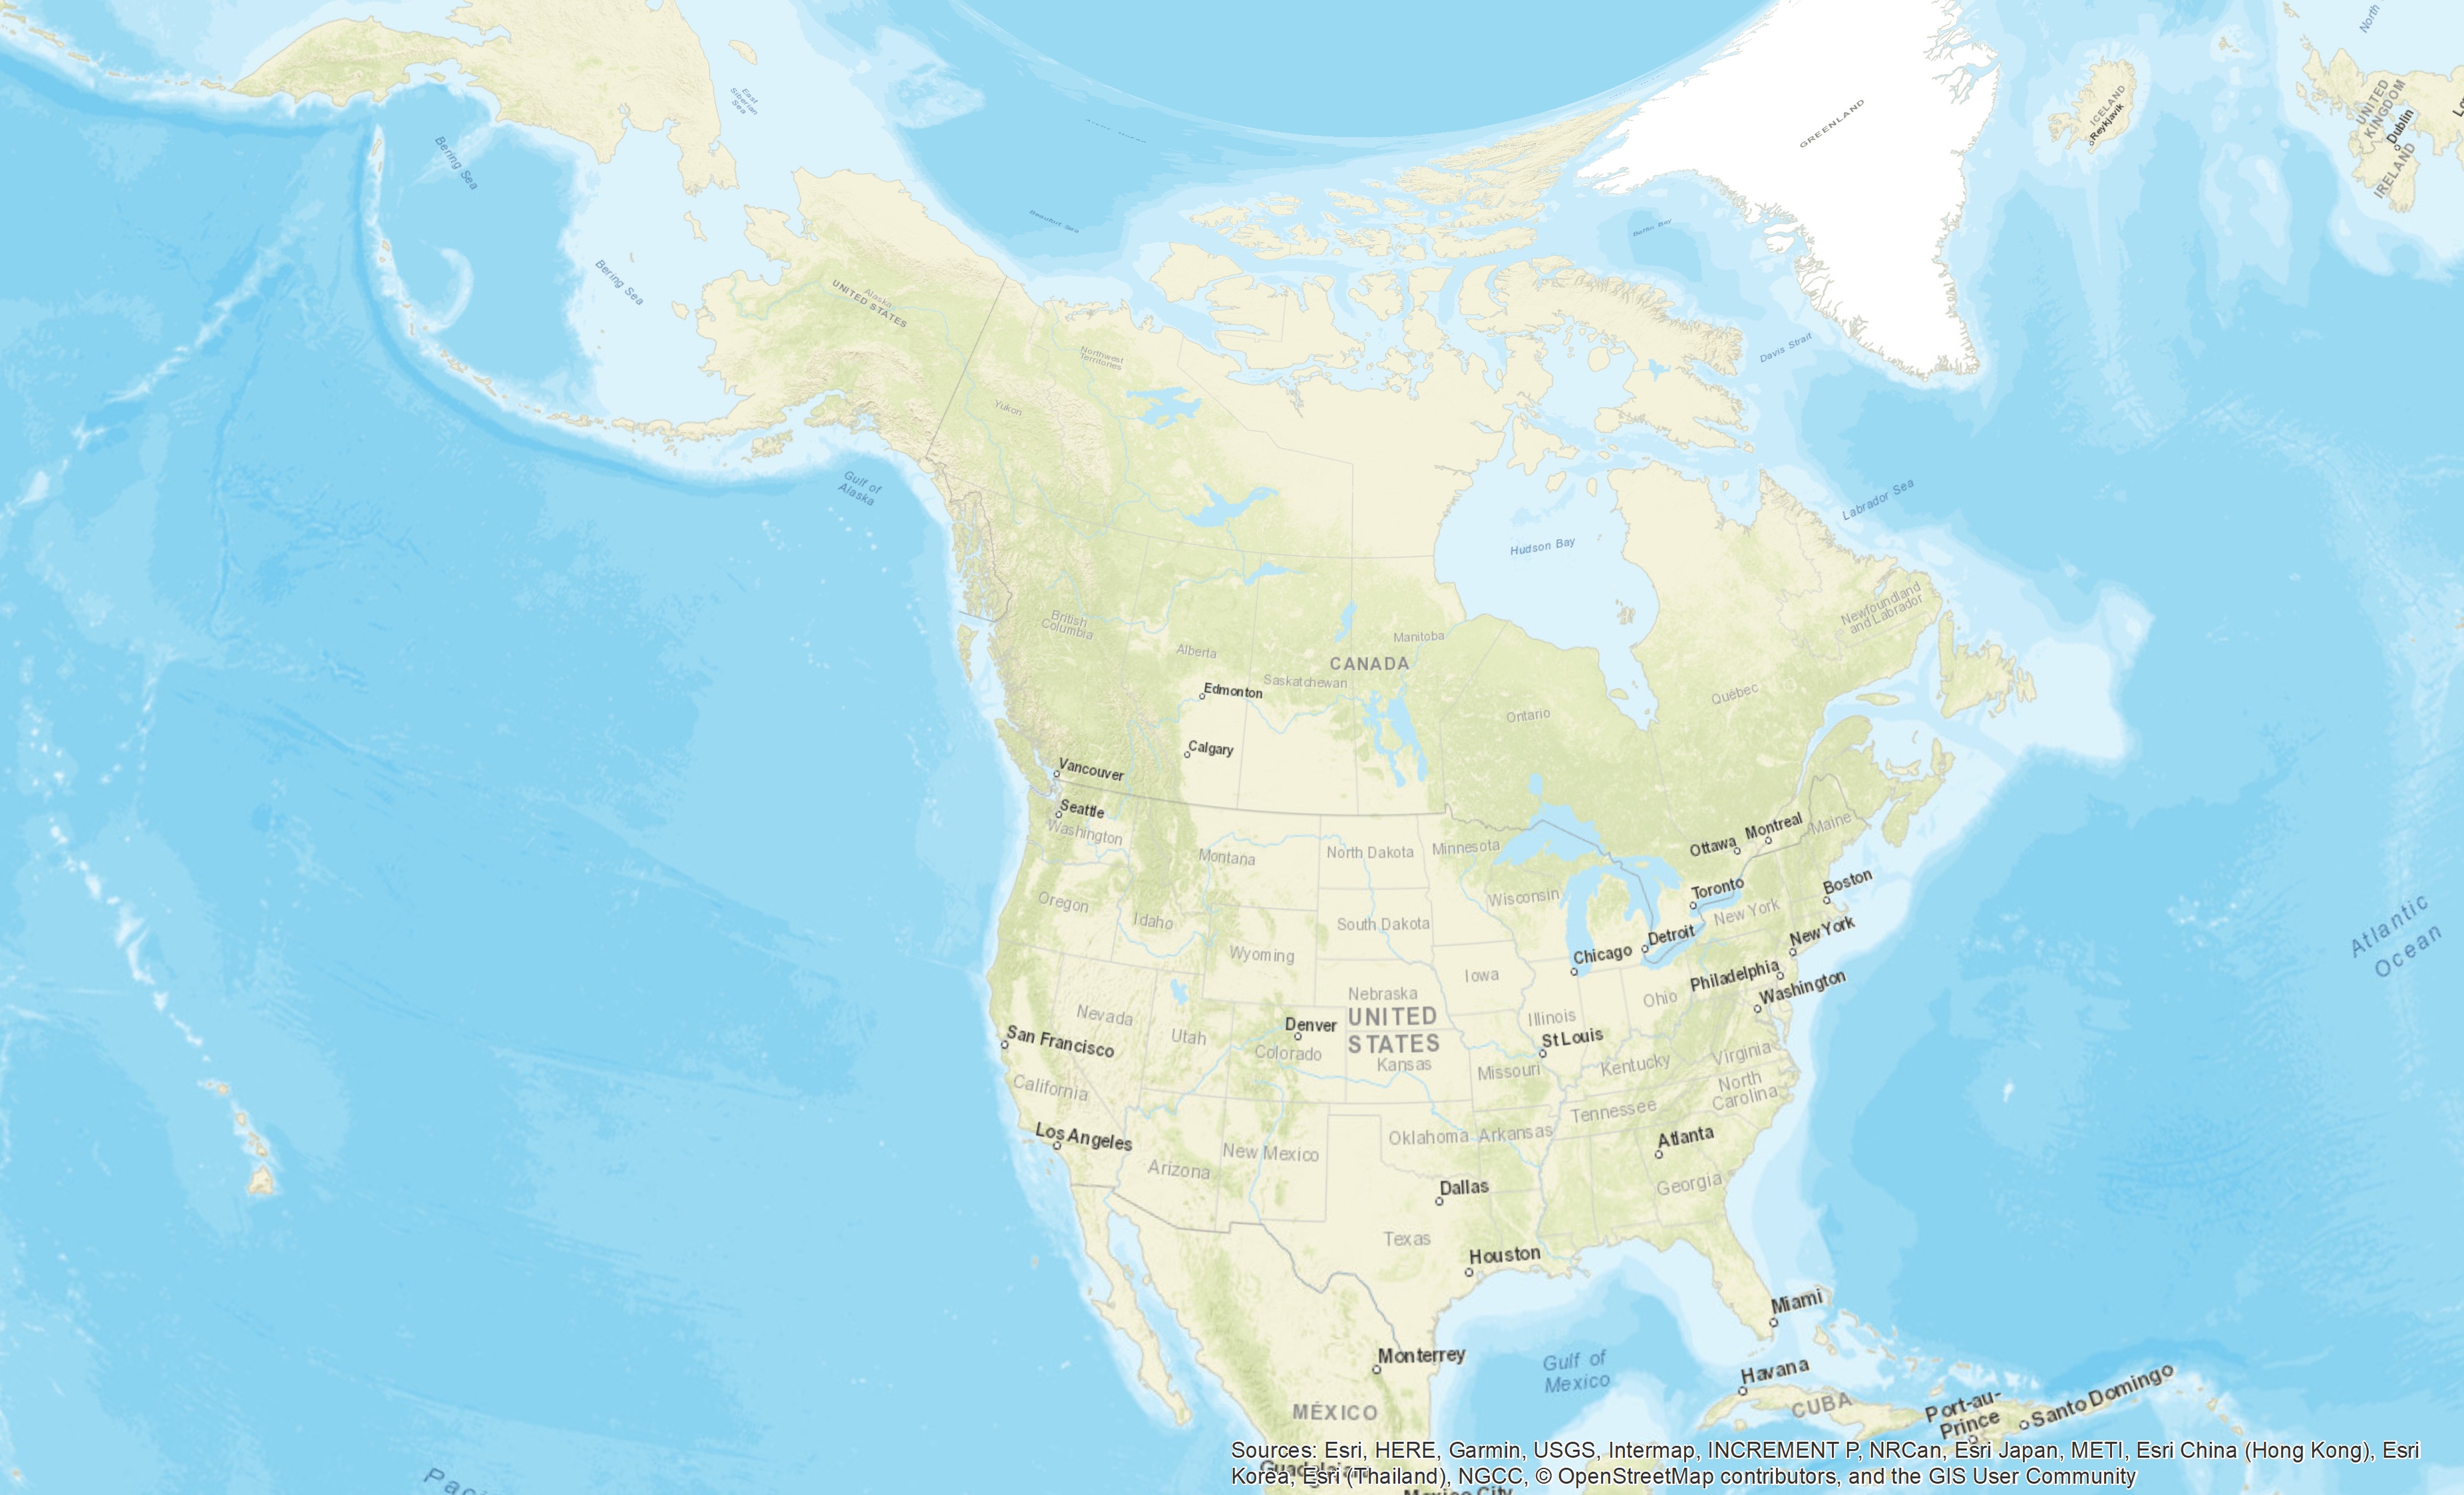 North
East
Siberian
Sea
GREENLAND
ICELAND
Reykjavik
UNITED
KINGDOM
Dublin
IRELAND
Bering Sea
Beaufort Sea
Baffin Bay
Bering Sea
Alaska
UNITED STATES
Northwest
Territories
Davis Strait
Yukon
Gulf of
Alaska
Labrador Sea
Hudson Bay
British
Columbia
Newfoundland
and Labrador
Manitoba
Alberta
CANADA
Saskatchewan
Edmonton
Québec
Ontario
Calgary
Vancouver
Seattle
Washington
Montana
North Dakota
Minnesota
Ottawa
Montreal
Maine
Toronto
Boston
Oregon
Idaho
South Dakota
Wisconsin
New York
New York
Wyoming
Chicago
Detroit
Atlantic
Ocean
Iowa
Philadelphia
Washington
Nebraska
Ohio
Nevada
Utah
Denver
UNITED
STATES
Illinois
St Louis
San Francisco
Colorado
Kansas
Missouri
Kentucky
Virginia
California
North
Carolina
Tennessee
Los Angeles
Oklahoma
Arkansas
Atlanta
Arizona
New Mexico
Dallas
Georgia
Texas
Houston
Miami
Monterrey
Gulf of
Mexico
Havana
MÉXICO
CUBA
Port-au-
Prince
Santo Domingo
Sources: Esri, HERE, Garmin, USGS, Intermap, INCREMENT P, NRCan, Esri Japan, METI, Esri China (Hong Kong), Esri
Korea, Esri (Thailand), NGCC, © OpenStreetMap contributors, and the GIS User Community
Guadalajara
Mexico City